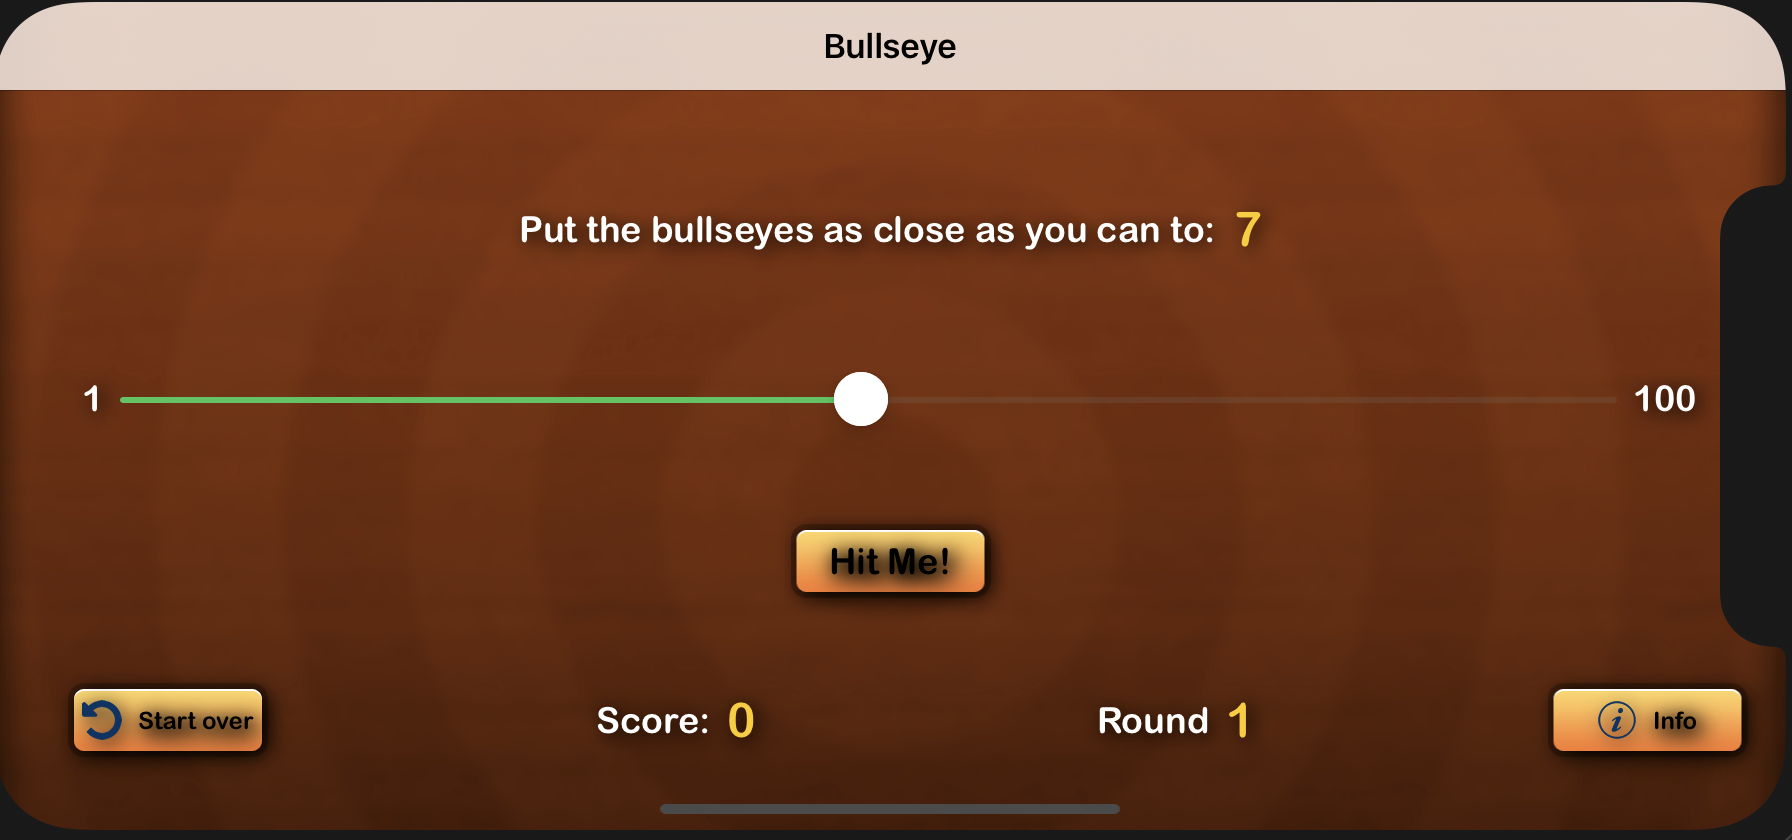 Bullseye
Put the bullseyes as close as you can to: 7
1 100
Hit Me!
Start over Score: 0 Round 1 Info